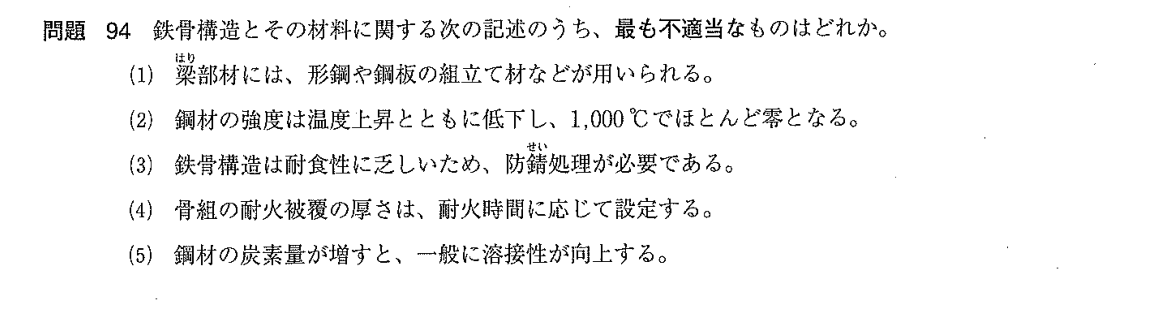 問題 94 鉄骨構造とその材料に関する次の記述のうち、最も不適当なものはどれか。
はり
(1) 梁部材には、形鋼や鋼板の組立て材などが用いられる。
(2) 鋼材の強度は温度上昇とともに低下し、1,000℃でほとんど零となる。
せい
(3) 鉄骨構造は耐食性に乏しいため、防錆処理が必要である。
(4) 骨組の耐火被覆の厚さは、耐火時間に応じて設定する。
(5) 鋼材の炭素量が増すと、一般に溶接性が向上する。